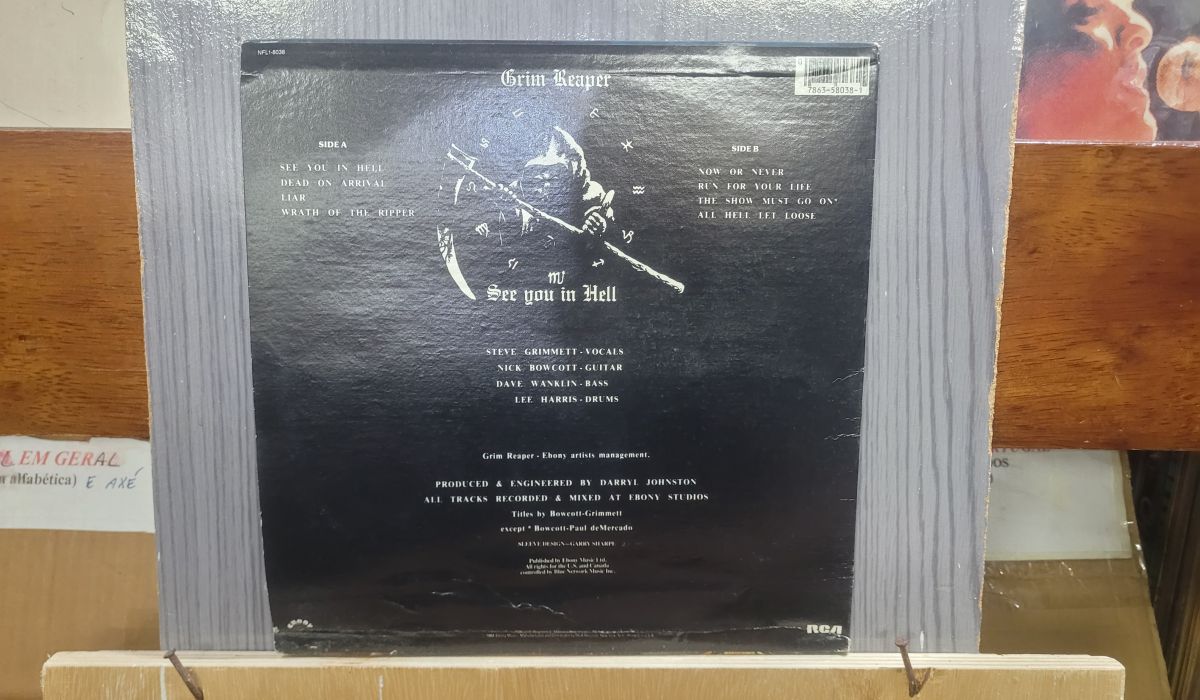 NFL1-8038
Grim Reaper
0
7863-58038-1
SIDE A
SEE YOU IN HELL
DEAD ON ARRIVAL
LIAR
WRATH OF THE RIPPER
SIDE B
NOW OR NEVER
RUN FOR YOUR LIFE
THE SHOW MUST GO ON*
ALL HELL LET LOOSE
See you in Hell
STEVE GRIMMETT - VOCALS
NICK BOWCOTT - GUITAR
DAVE WANKLIN - BASS
LEE HARRIS - DRUMS
Grim Reaper - Ebony artists management.
PRODUCED & ENGINEERED BY DARRYL JOHNSTON
ALL TRACKS RECORDED & MIXED AT EBONY STUDIOS
Titles by Bowcott-Grimmett
except * Bowcott-Paul deMercado
SLEEVE DESIGN—GARRY SHARPE
Published by Ebony Music Ltd.
All rights for the U.S. and Canada
controlled by Blue Network Music Inc.
RCA
EM GERAL
alfabética) E AXÉ